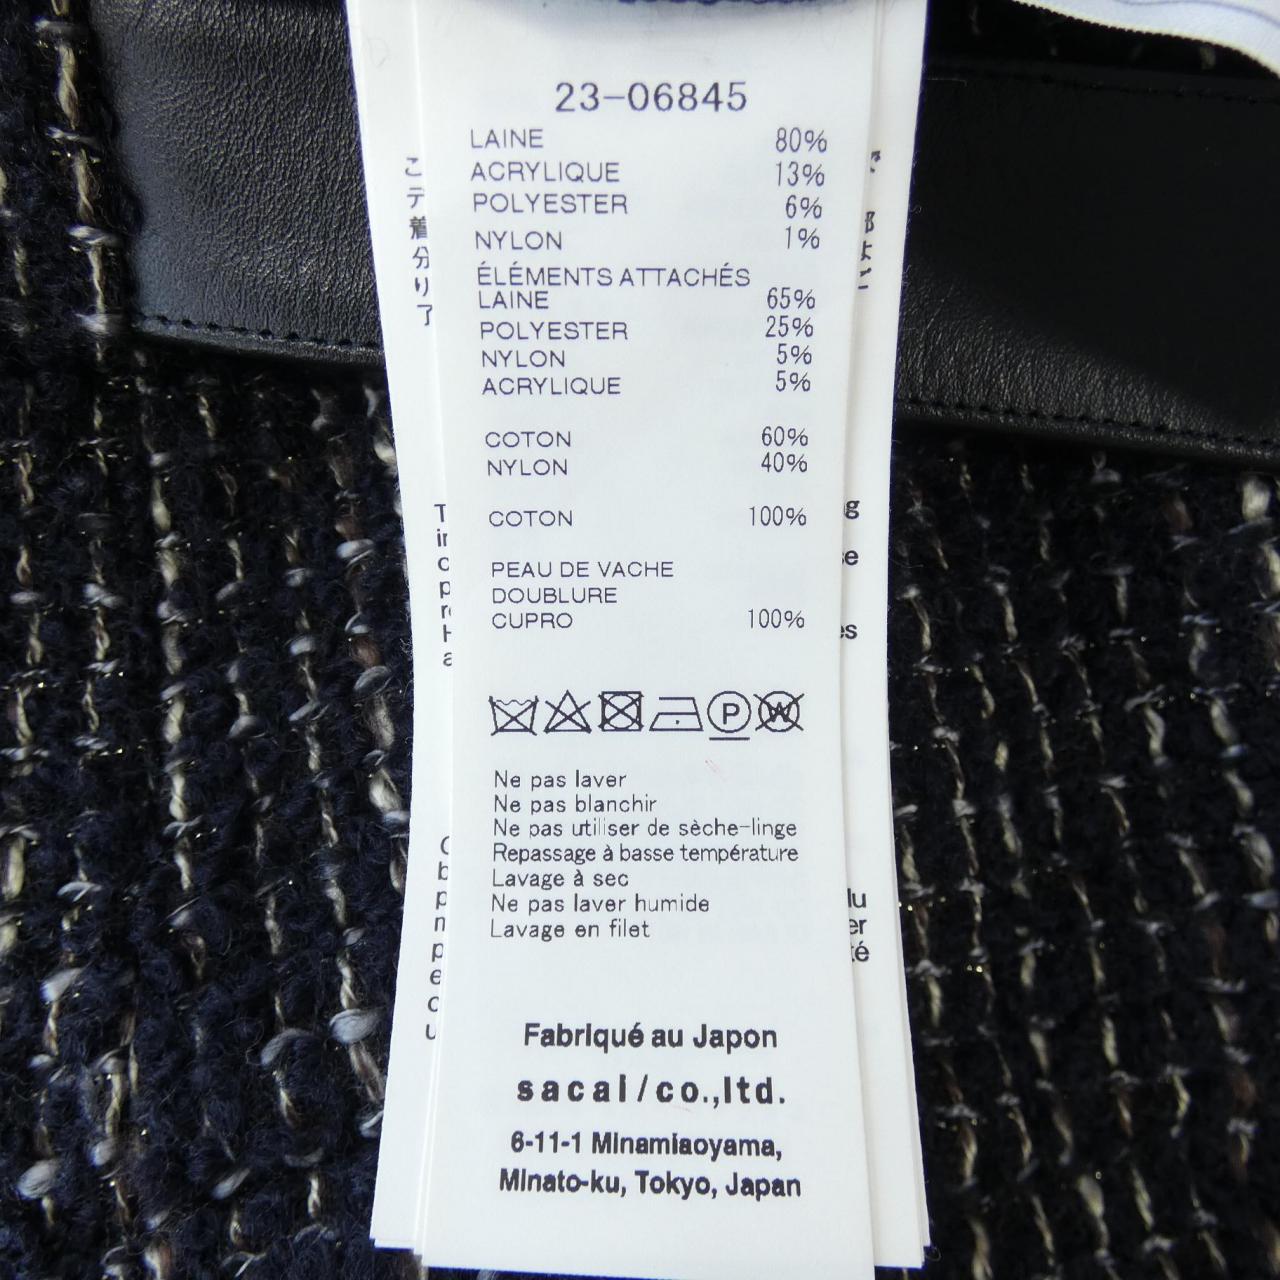 23-06845
LAINE 80%
ACRYLIQUE 13%
POLYESTER 6%
NYLON 1%
ÉLÉMENTS ATTACHÉS
LAINE 65%
POLYESTER 25%
NYLON 5%
ACRYLIQUE 5%
COTON 60%
NYLON 40%
COTON 100%
PEAU DE VACHE
DOUBLURE
CUPRO 100%
P W
Ne pas laver
Ne pas blanchir
Ne pas utiliser de sèche-linge
Repassage à basse température
Lavage à sec
Ne pas laver humide
Lavage en filet
Fabriqué au Japon
sacai/co.,ltd.
6-11-1 Minamiaoyama,
Minato-ku, Tokyo, Japan